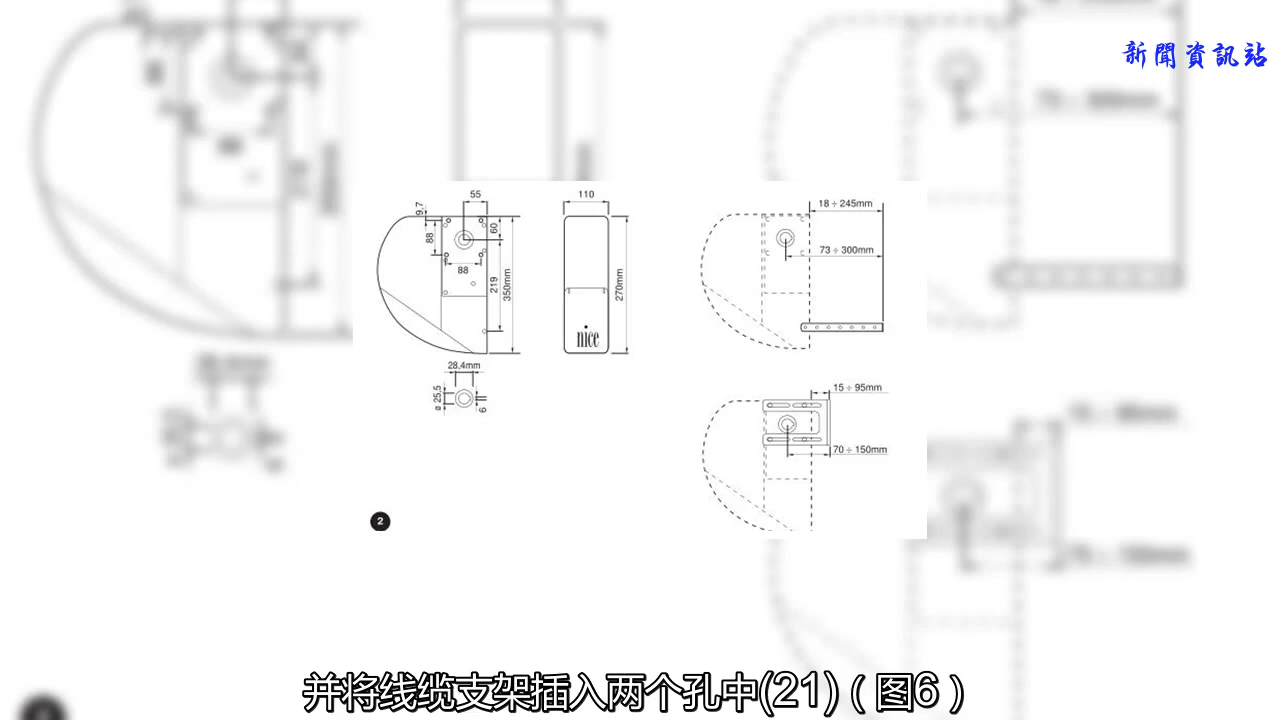 新聞資訊站
55
110
9,7
60
88
88
219
350mm
270mm
nice
28,4mm
ø 25,5
6
18 ÷ 245mm
73 ÷ 300mm
15 ÷ 95mm
70 ÷ 150mm
2
并将线缆支架插入两个孔中(21)（图6）